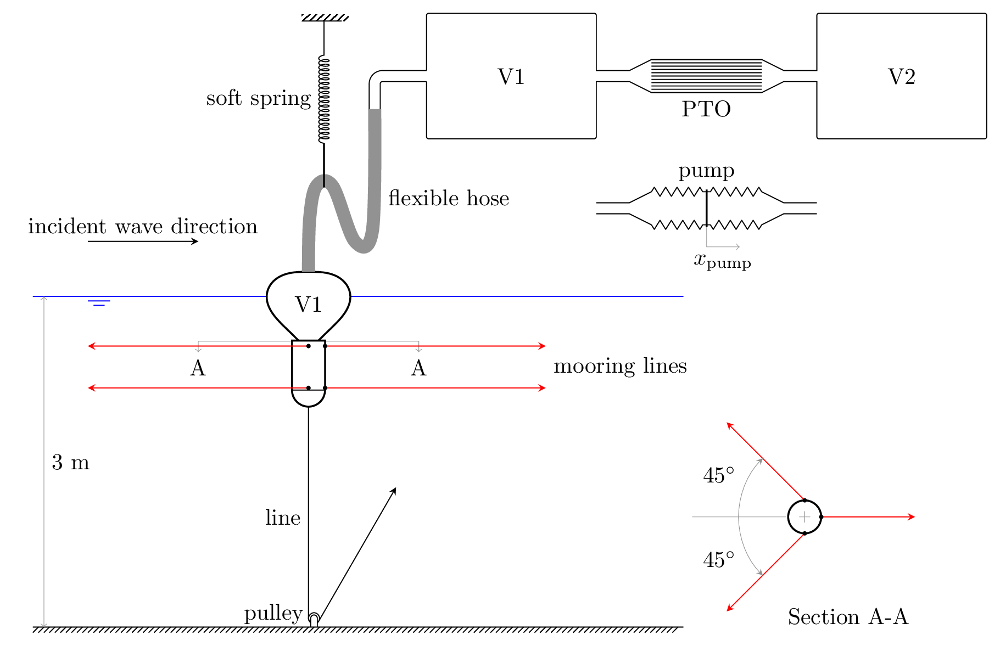 V1
V2
soft spring
PTO
pump
flexible hose
incident wave direction
xpump
V1
A
A
mooring lines
3 m
45°
line
45°
pulley
Section A-A